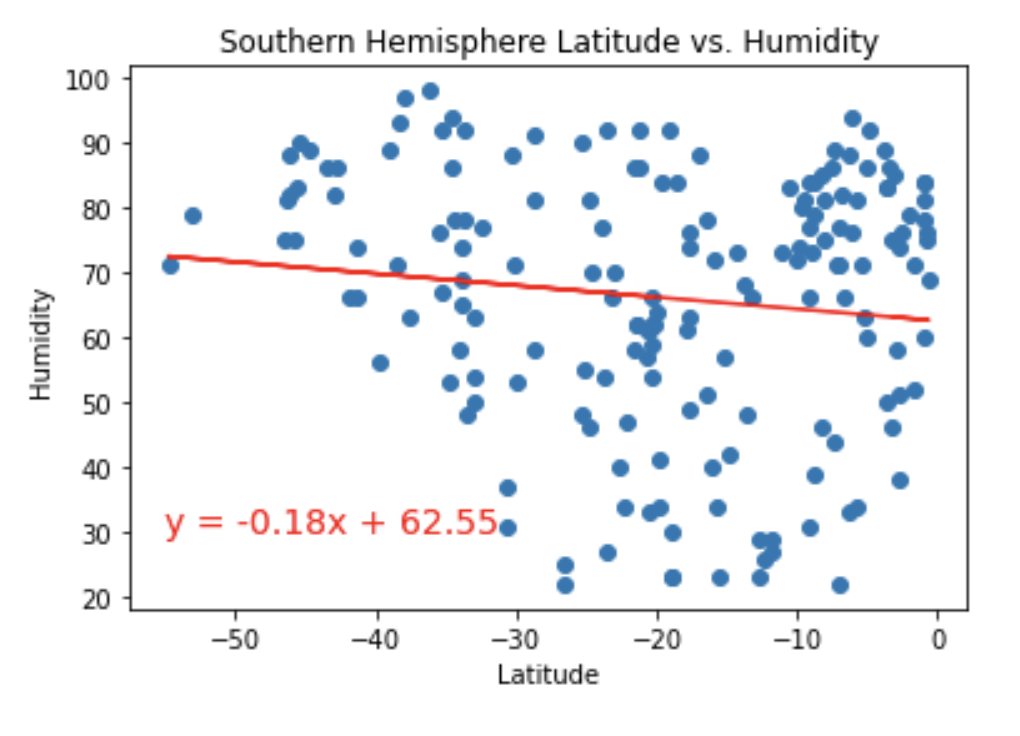 Southern Hemisphere Latitude vs. Humidity
100
90
80
70
60
50
40
30
20
Humidity
y = -0.18x + 62.55
−50 −40 −30 −20 −10 0
Latitude